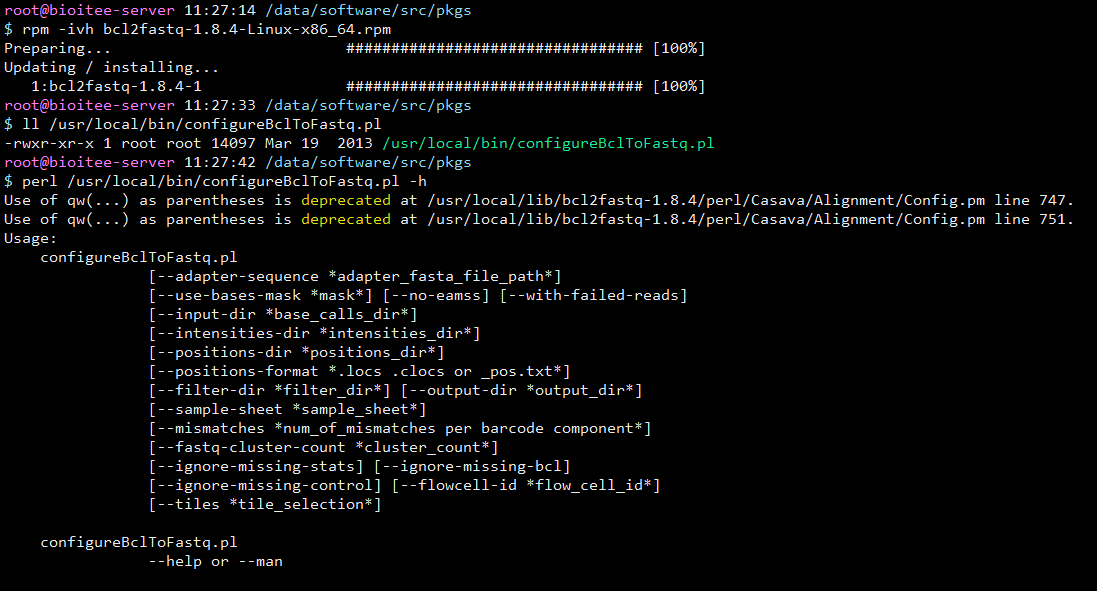 root@bioitee-server 11:27:14 /data/software/src/pkgs
$ rpm -ivh bcl2fastq-1.8.4-Linux-x86_64.rpm
Preparing...                          ################################# [100%]
Updating / installing...
   1:bcl2fastq-1.8.4-1                ################################# [100%]
root@bioitee-server 11:27:33 /data/software/src/pkgs
$ ll /usr/local/bin/configureBclToFastq.pl
-rwxr-xr-x 1 root root 14097 Mar 19  2013 /usr/local/bin/configureBclToFastq.pl
root@bioitee-server 11:27:42 /data/software/src/pkgs
$ perl /usr/local/bin/configureBclToFastq.pl -h
Use of qw(...) as parentheses is deprecated at /usr/local/lib/bcl2fastq-1.8.4/perl/Casava/Alignment/Config.pm line 747.
Use of qw(...) as parentheses is deprecated at /usr/local/lib/bcl2fastq-1.8.4/perl/Casava/Alignment/Config.pm line 751.
Usage:
    configureBclToFastq.pl
                [--adapter-sequence *adapter_fasta_file_path*]
                [--use-bases-mask *mask*] [--no-eamss] [--with-failed-reads]
                [--input-dir *base_calls_dir*]
                [--intensities-dir *intensities_dir*]
                [--positions-dir *positions_dir*]
                [--positions-format *.locs .clocs or _pos.txt*]
                [--filter-dir *filter_dir*] [--output-dir *output_dir*]
                [--sample-sheet *sample_sheet*]
                [--mismatches *num_of_mismatches per barcode component*]
                [--fastq-cluster-count *cluster_count*]
                [--ignore-missing-stats] [--ignore-missing-bcl]
                [--ignore-missing-control] [--flowcell-id *flow_cell_id*]
                [--tiles *tile_selection*]

    configureBclToFastq.pl
                --help or --man